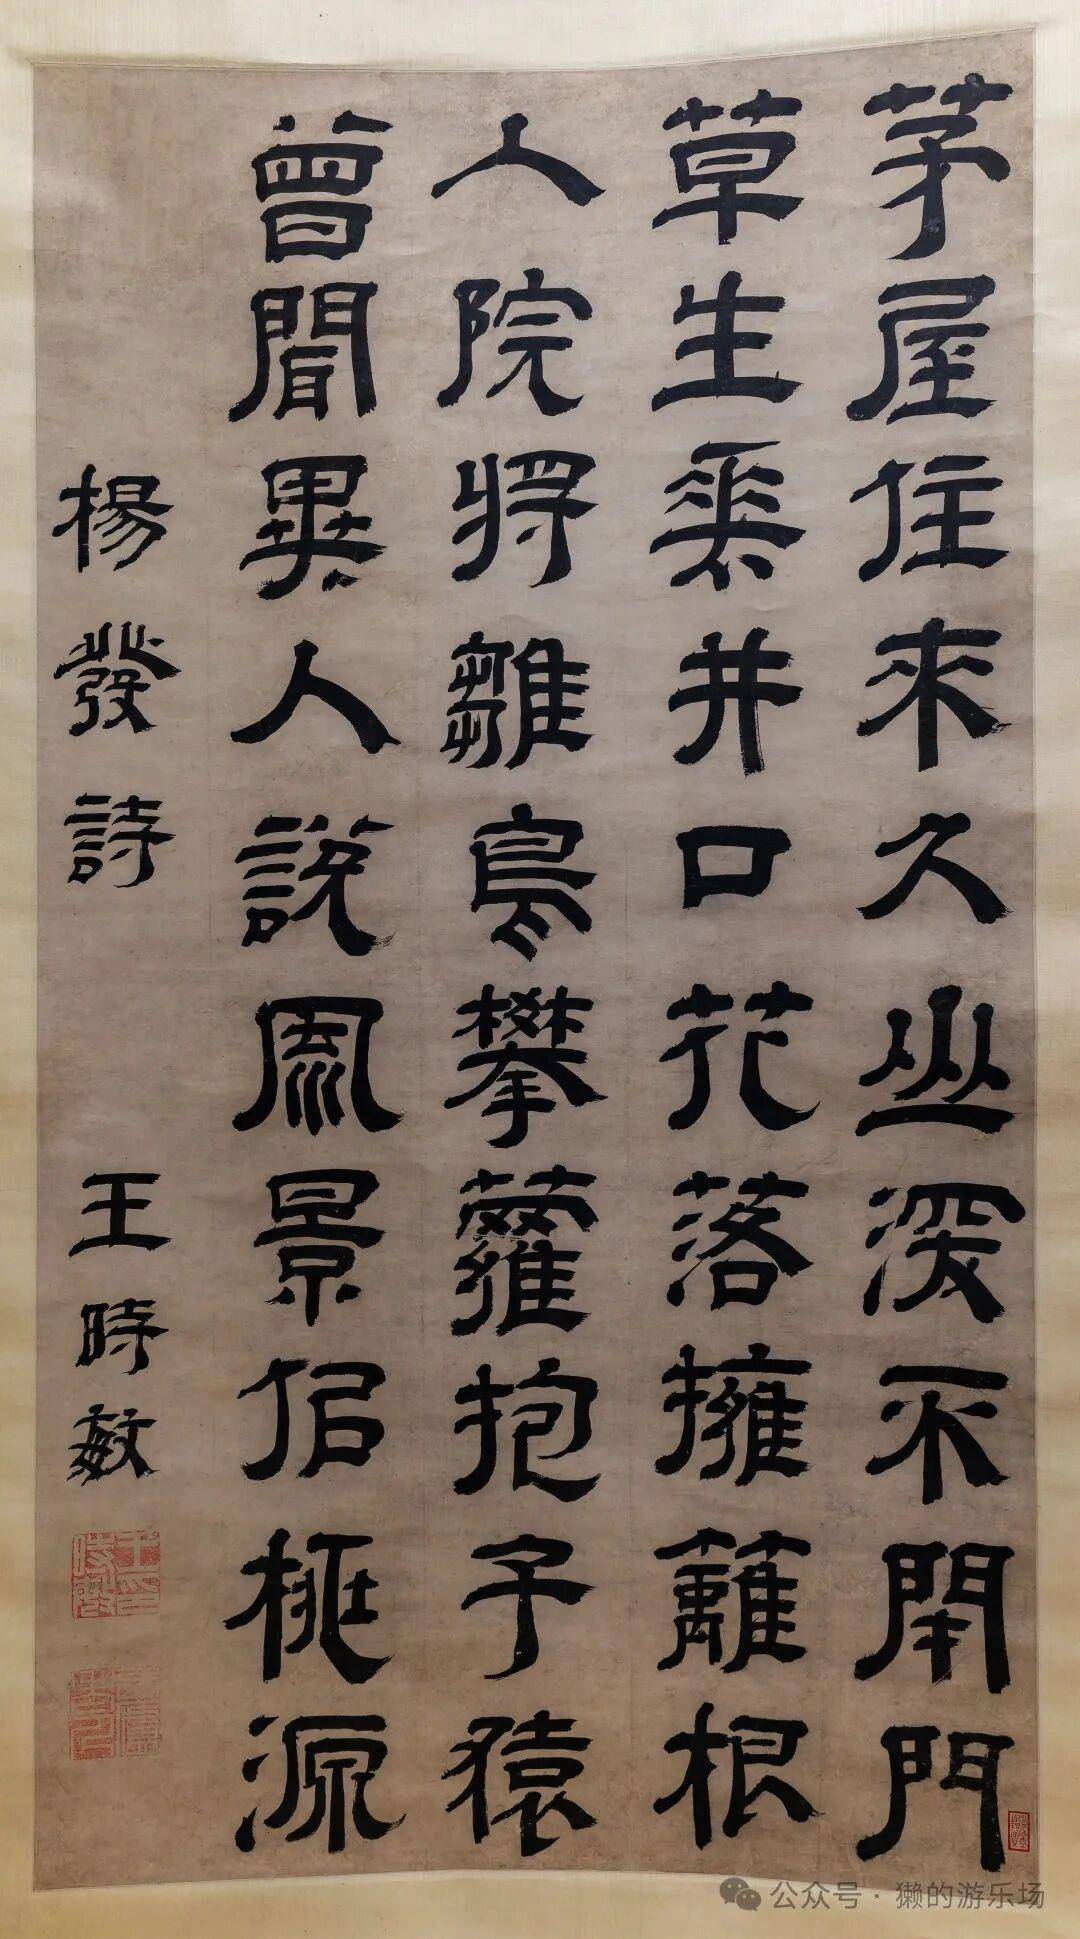 茅屋住來久山深不閉門
草生垂井口花落擁籬根
入院將雛鳥攀蘿抱子猿
曾聞異人說風景佀桃源
楊發詩 王時敏
公众号 · 獭的游乐场